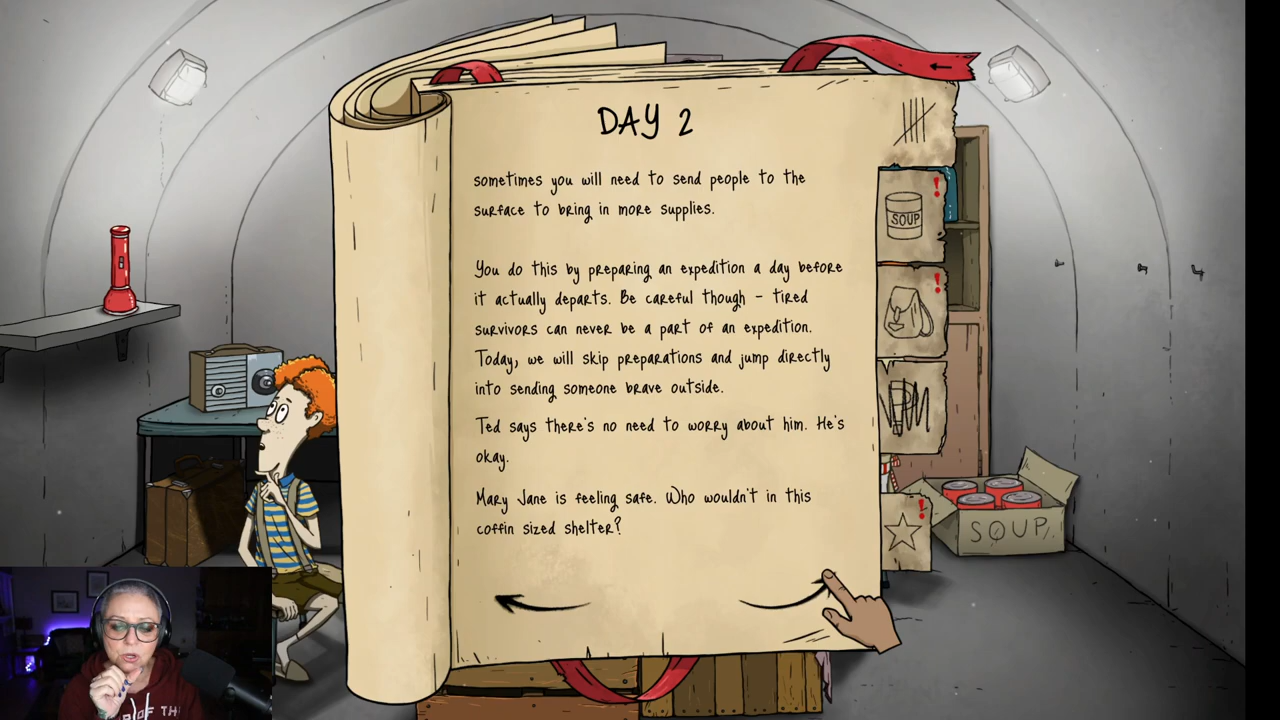 DAY 2
sometimes you will need to send people to the
surface to bring in more supplies.
You do this by preparing an expedition a day before
it actually departs. Be careful though – tired
survivors can never be a part of an expedition.
Today, we will skip preparations and jump directly
into sending someone brave outside.
Ted says there's no need to worry about him. He's
okay.
Mary Jane is feeling safe. Who wouldn't in this
coffin sized shelter?
SOUP
SOUP
OF TH